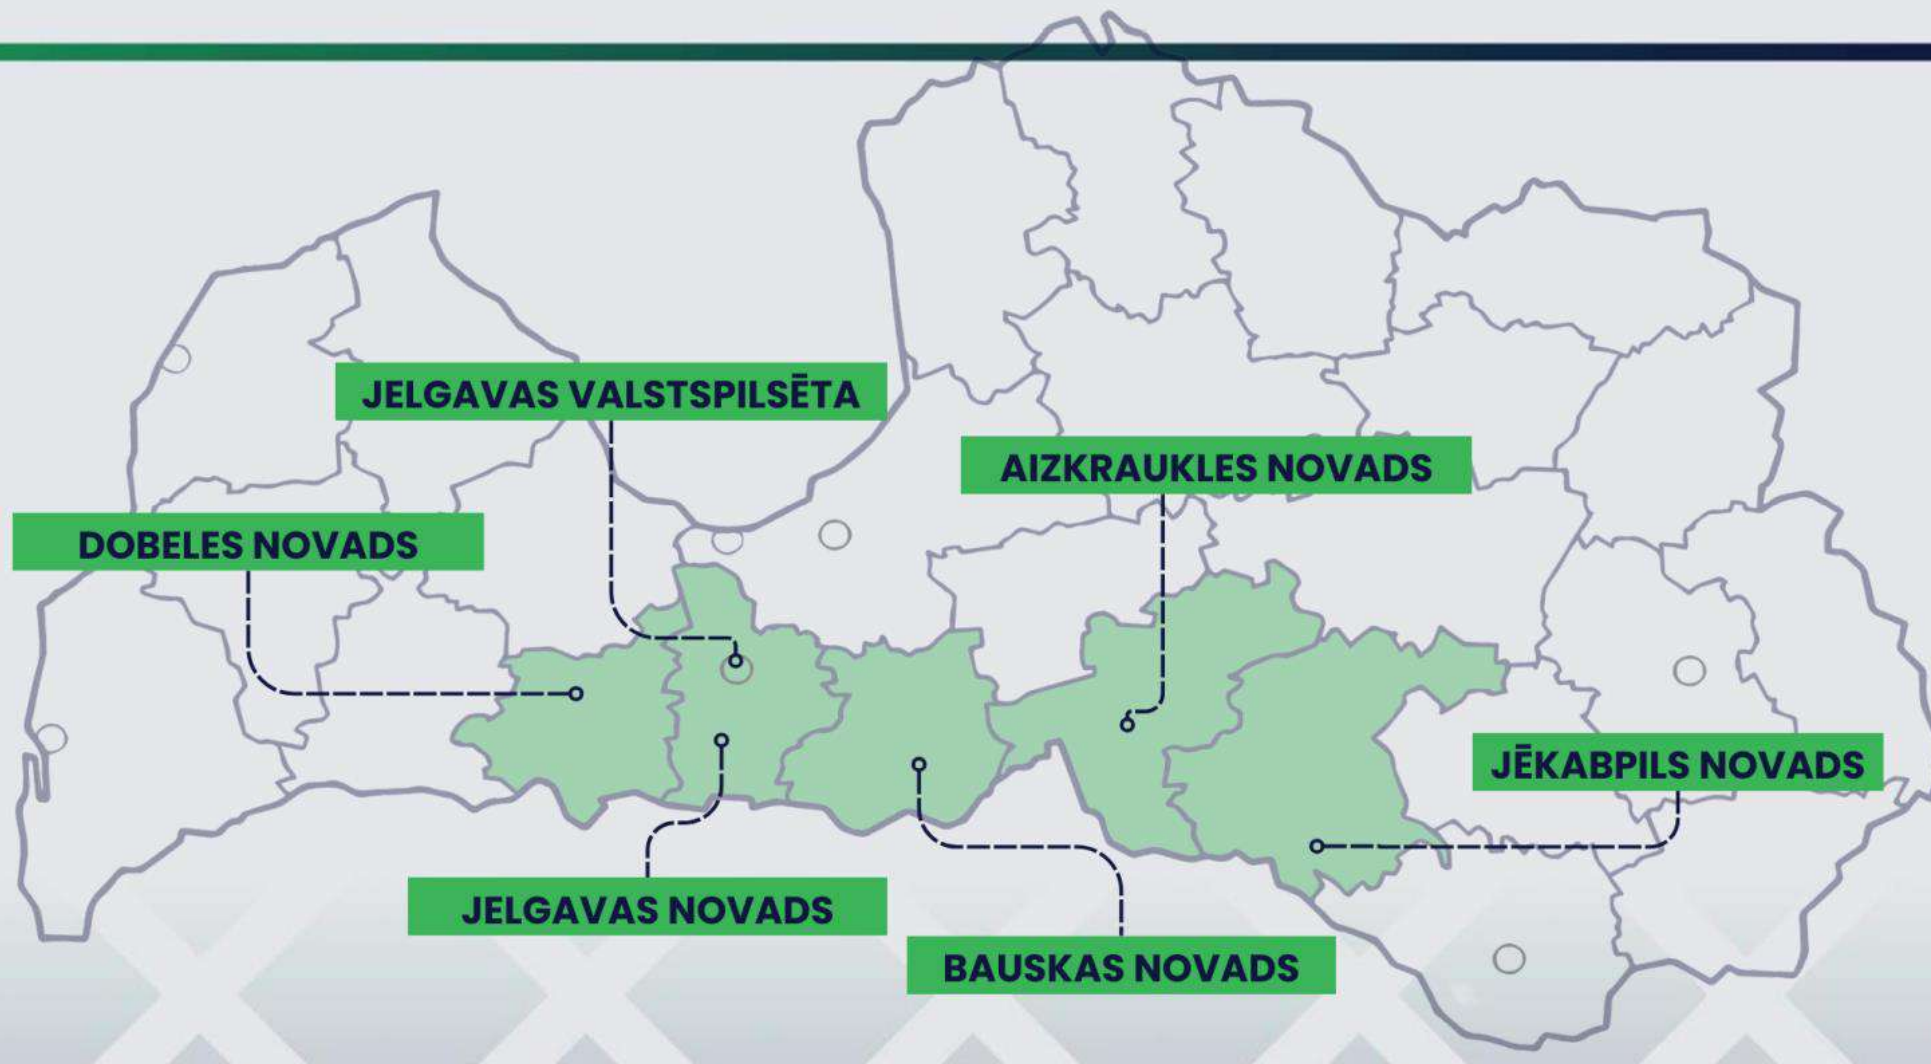 JELGAVAS VALSTSPILSĒTA
AIZKRAUKLES NOVADS
DOBELES NOVADS
JĒKABPILS NOVADS
JELGAVAS NOVADS
BAUSKAS NOVADS